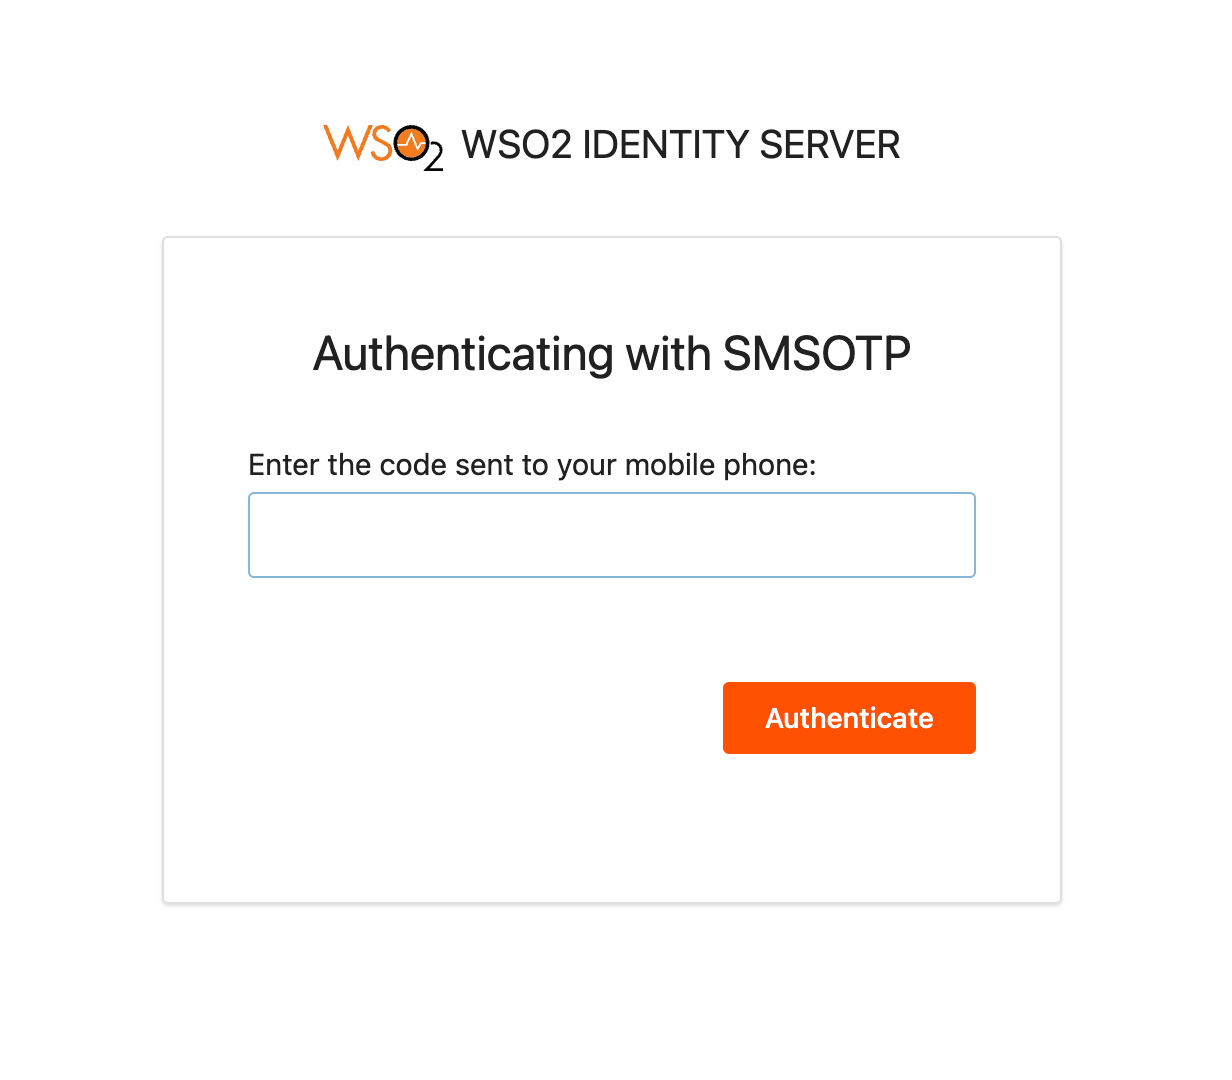 WSO2 WSO2 IDENTITY SERVER
Authenticating with SMSOTP
Enter the code sent to your mobile phone:
Authenticate